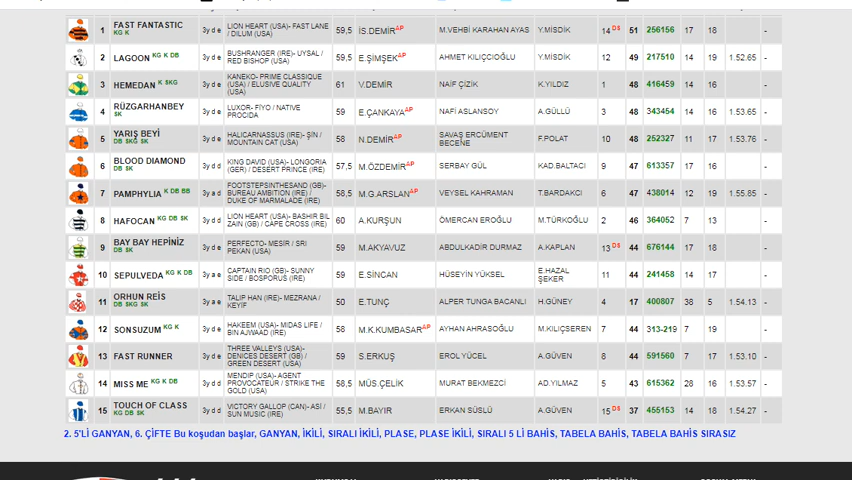 1 FAST FANTASTIC KG K 3y d e LION HEART (USA)- FAST LANE / DILUM (USA) 59,5 İS.DEMİR AP M.VEHBİ KARAHAN AYAS Y.MİSDİK 14 DS 51 256156 17 18 -
2 LAGOON KG K DB 3y d e BUSHRANGER (IRE)- UYSAL / RED BISHOP (USA) 59,5 E.ŞİMŞEK AP AHMET KILIÇCIOĞLU Y.MİSDİK 12 49 217510 14 19 1.52.65 -
3 HEMEDAN K SKG 3y d e KANEKO- PRIME CLASSIQUE (USA) / ELUSIVE QUALITY (USA) 61 V.DEMİR NAİF ÇİZİK K.YILDIZ 1 48 416459 14 16 -
4 RÜZGARHANBEY SK 3y d e LUXOR- FİYO / NATIVE PROCIDA 59 E.ÇANKAYA AP NAFİ ASLANSOY A.GÜLLÜ 3 48 343454 14 16 1.53.65 -
5 YARIŞ BEYİ DB SKG SK 3y d e HALICARNASSUS (IRE)- ŞİN / MOUNTAIN CAT (USA) 58 N.DEMİR AP SAVAŞ ERCÜMENT BECENE F.POLAT 10 48 252327 11 17 1.53.76 -
6 BLOOD DIAMOND DB SK 3y d d KING DAVID (USA)- LONGORIA (GER) / DESERT PRINCE (IRE) 57,5 M.ÖZDEMİR AP SERBAY GÜL KAD.BALTACI 9 47 613357 17 16 -
7 PAMPHYLIA K DB BB 3y a d FOOTSTEPSINTHESAND (GB)- BUREAU AMBITION (IRE) / DUKE OF MARMALADE (IRE) 58,5 M.G.ARSLAN AP VEYSEL KAHRAMAN T.BARDAKCI 6 47 438014 12 19 1.55.85 -
8 HAFOCAN KG DB SK 3y d d LION HEART (USA)- BASHIR BIL ZAIN (GB) / CAPE CROSS (IRE) 60 A.KURŞUN ÖMERCAN EROĞLU M.TÜRKOĞLU 2 46 364052 7 13 -
9 BAY BAY HEPİNİZ DB SK 3y d e PERFECTO- MESIR / SRI PEKAN (USA) 59 M.AKYAVUZ ABDULKADİR DURMAZ A.KAPLAN 13 DS 44 676144 17 18 -
10 SEPULVEDA KG K DB 3y a e CAPTAIN RIO (GB)- SUNNY SIDE / BOSPORUS (IRE) 59 E.SİNCAN HÜSEYİN YÜKSEL E.HAZAL ŞEKER 11 44 241458 14 17 -
11 ORHUN REİS DB SKG SK 3y a e TALIP HAN (IRE)- MEZRANA / KEYİF 50 E.TUNÇ ALPER TUNGA BACANLI H.GÜNEY 4 17 400807 38 5 1.54.13 -
12 SONSUZUM KG K 3y d e HAKEEM (USA)- MIDAS LIFE / BIN AJWAAD (IRE) 58 M.K.KUMBASAR AP AYHAN AHRASOĞLU M.KILIÇSEREN 7 44 313-219 7 19 -
13 FAST RUNNER 3y d e THREE VALLEYS (USA)- DENICES DESERT (GB) / GREEN DESERT (USA) 59 S.ERKUŞ EROL YÜCEL A.GÜVEN 8 44 591560 7 17 1.53.10 -
14 MISS ME KG K DB 3y d d MENDIP (USA)- AGENT PROVOCATEUR / STRIKE THE GOLD (USA) 58,5 MÜS.ÇELİK MURAT BEKMEZCİ AD.YILMAZ 5 43 615362 28 16 1.53.57 -
15 TOUCH OF CLASS KG DB SK 3y d d VICTORY GALLOP (CAN)- ASİ / SUN MUSIC (IRE) 55,5 M.BAYIR ERKAN SÜSLÜ A.GÜVEN 15 DS 37 455153 14 18 1.54.27 -
2. 5'Lİ GANYAN, 6. ÇİFTE Bu koşudan başlar, GANYAN, İKİLİ, SIRALI İKİLİ, PLASE, PLASE İKİLİ, SIRALI 5 Lİ BAHİS, TABELA BAHİS, TABELA BAHİS SIRASIZ